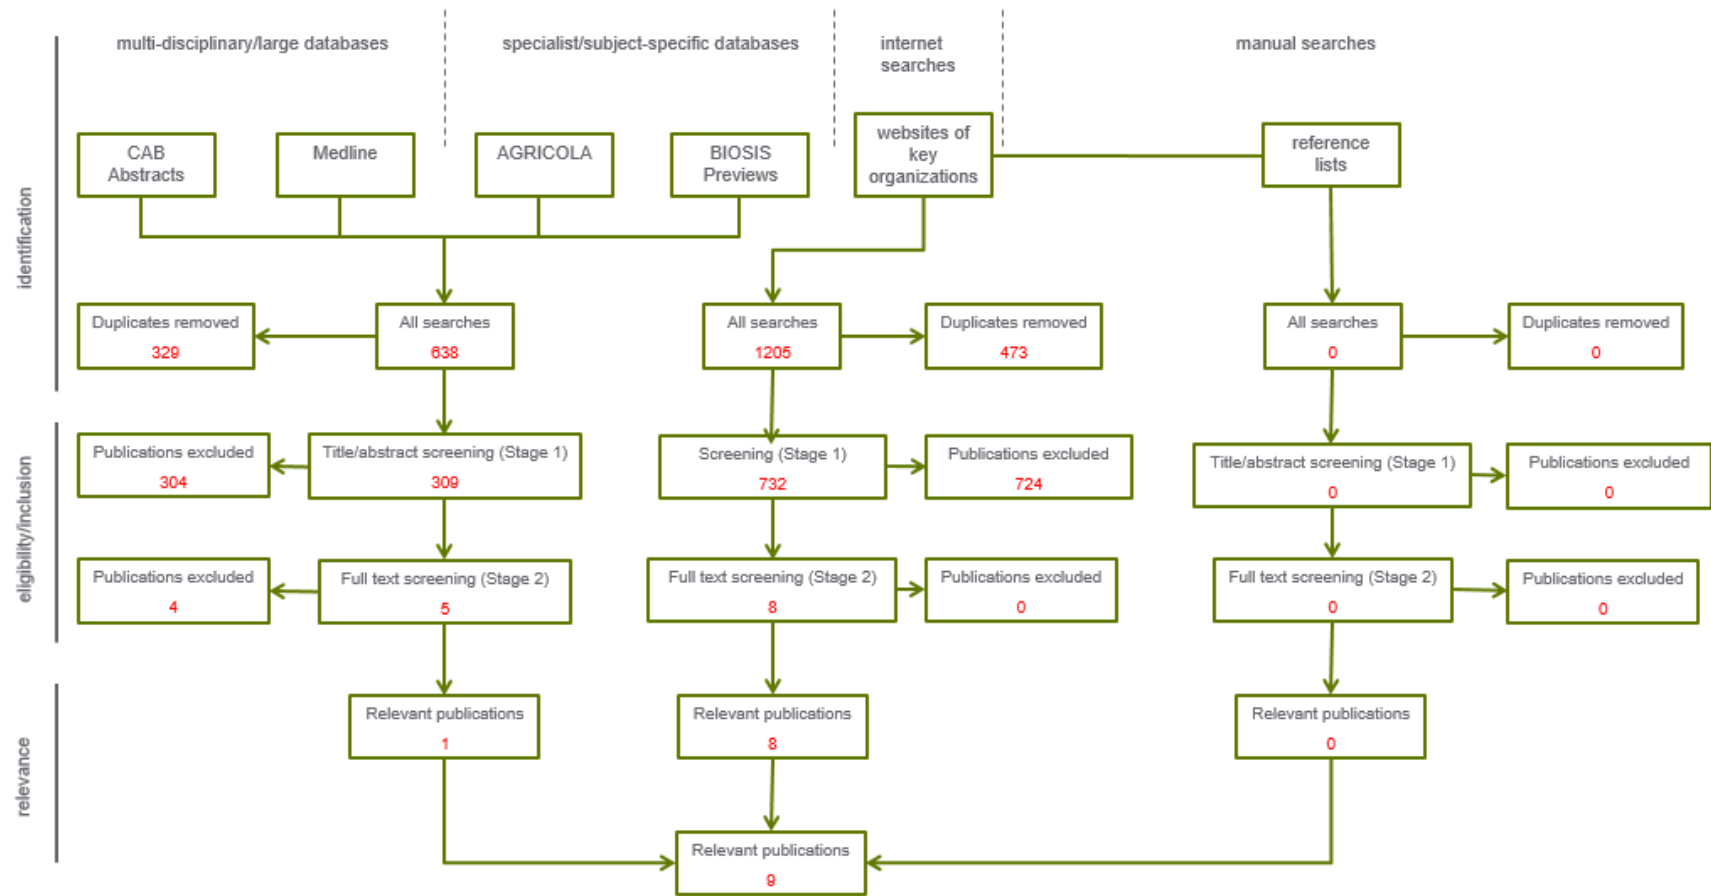 multi-disciplinary/large databases
specialist/subject-specific databases
internet
searches
manual searches
identification
CAB
Abstracts
Medline
AGRICOLA
BIOSIS
Previews
websites of
key
organizations
reference
lists
Duplicates removed
329
All searches
638
All searches
1205
Duplicates removed
473
All searches
0
Duplicates removed
0
eligibility/inclusion
Publications excluded
304
Title/abstract screening (Stage 1)
309
Screening (Stage 1)
732
Publications excluded
724
Title/abstract screening (Stage 1)
0
Publications excluded
0
Publications excluded
4
Full text screening (Stage 2)
5
Full text screening (Stage 2)
8
Publications excluded
0
Full text screening (Stage 2)
0
Publications excluded
0
relevance
Relevant publications
1
Relevant publications
8
Relevant publications
0
Relevant publications
9